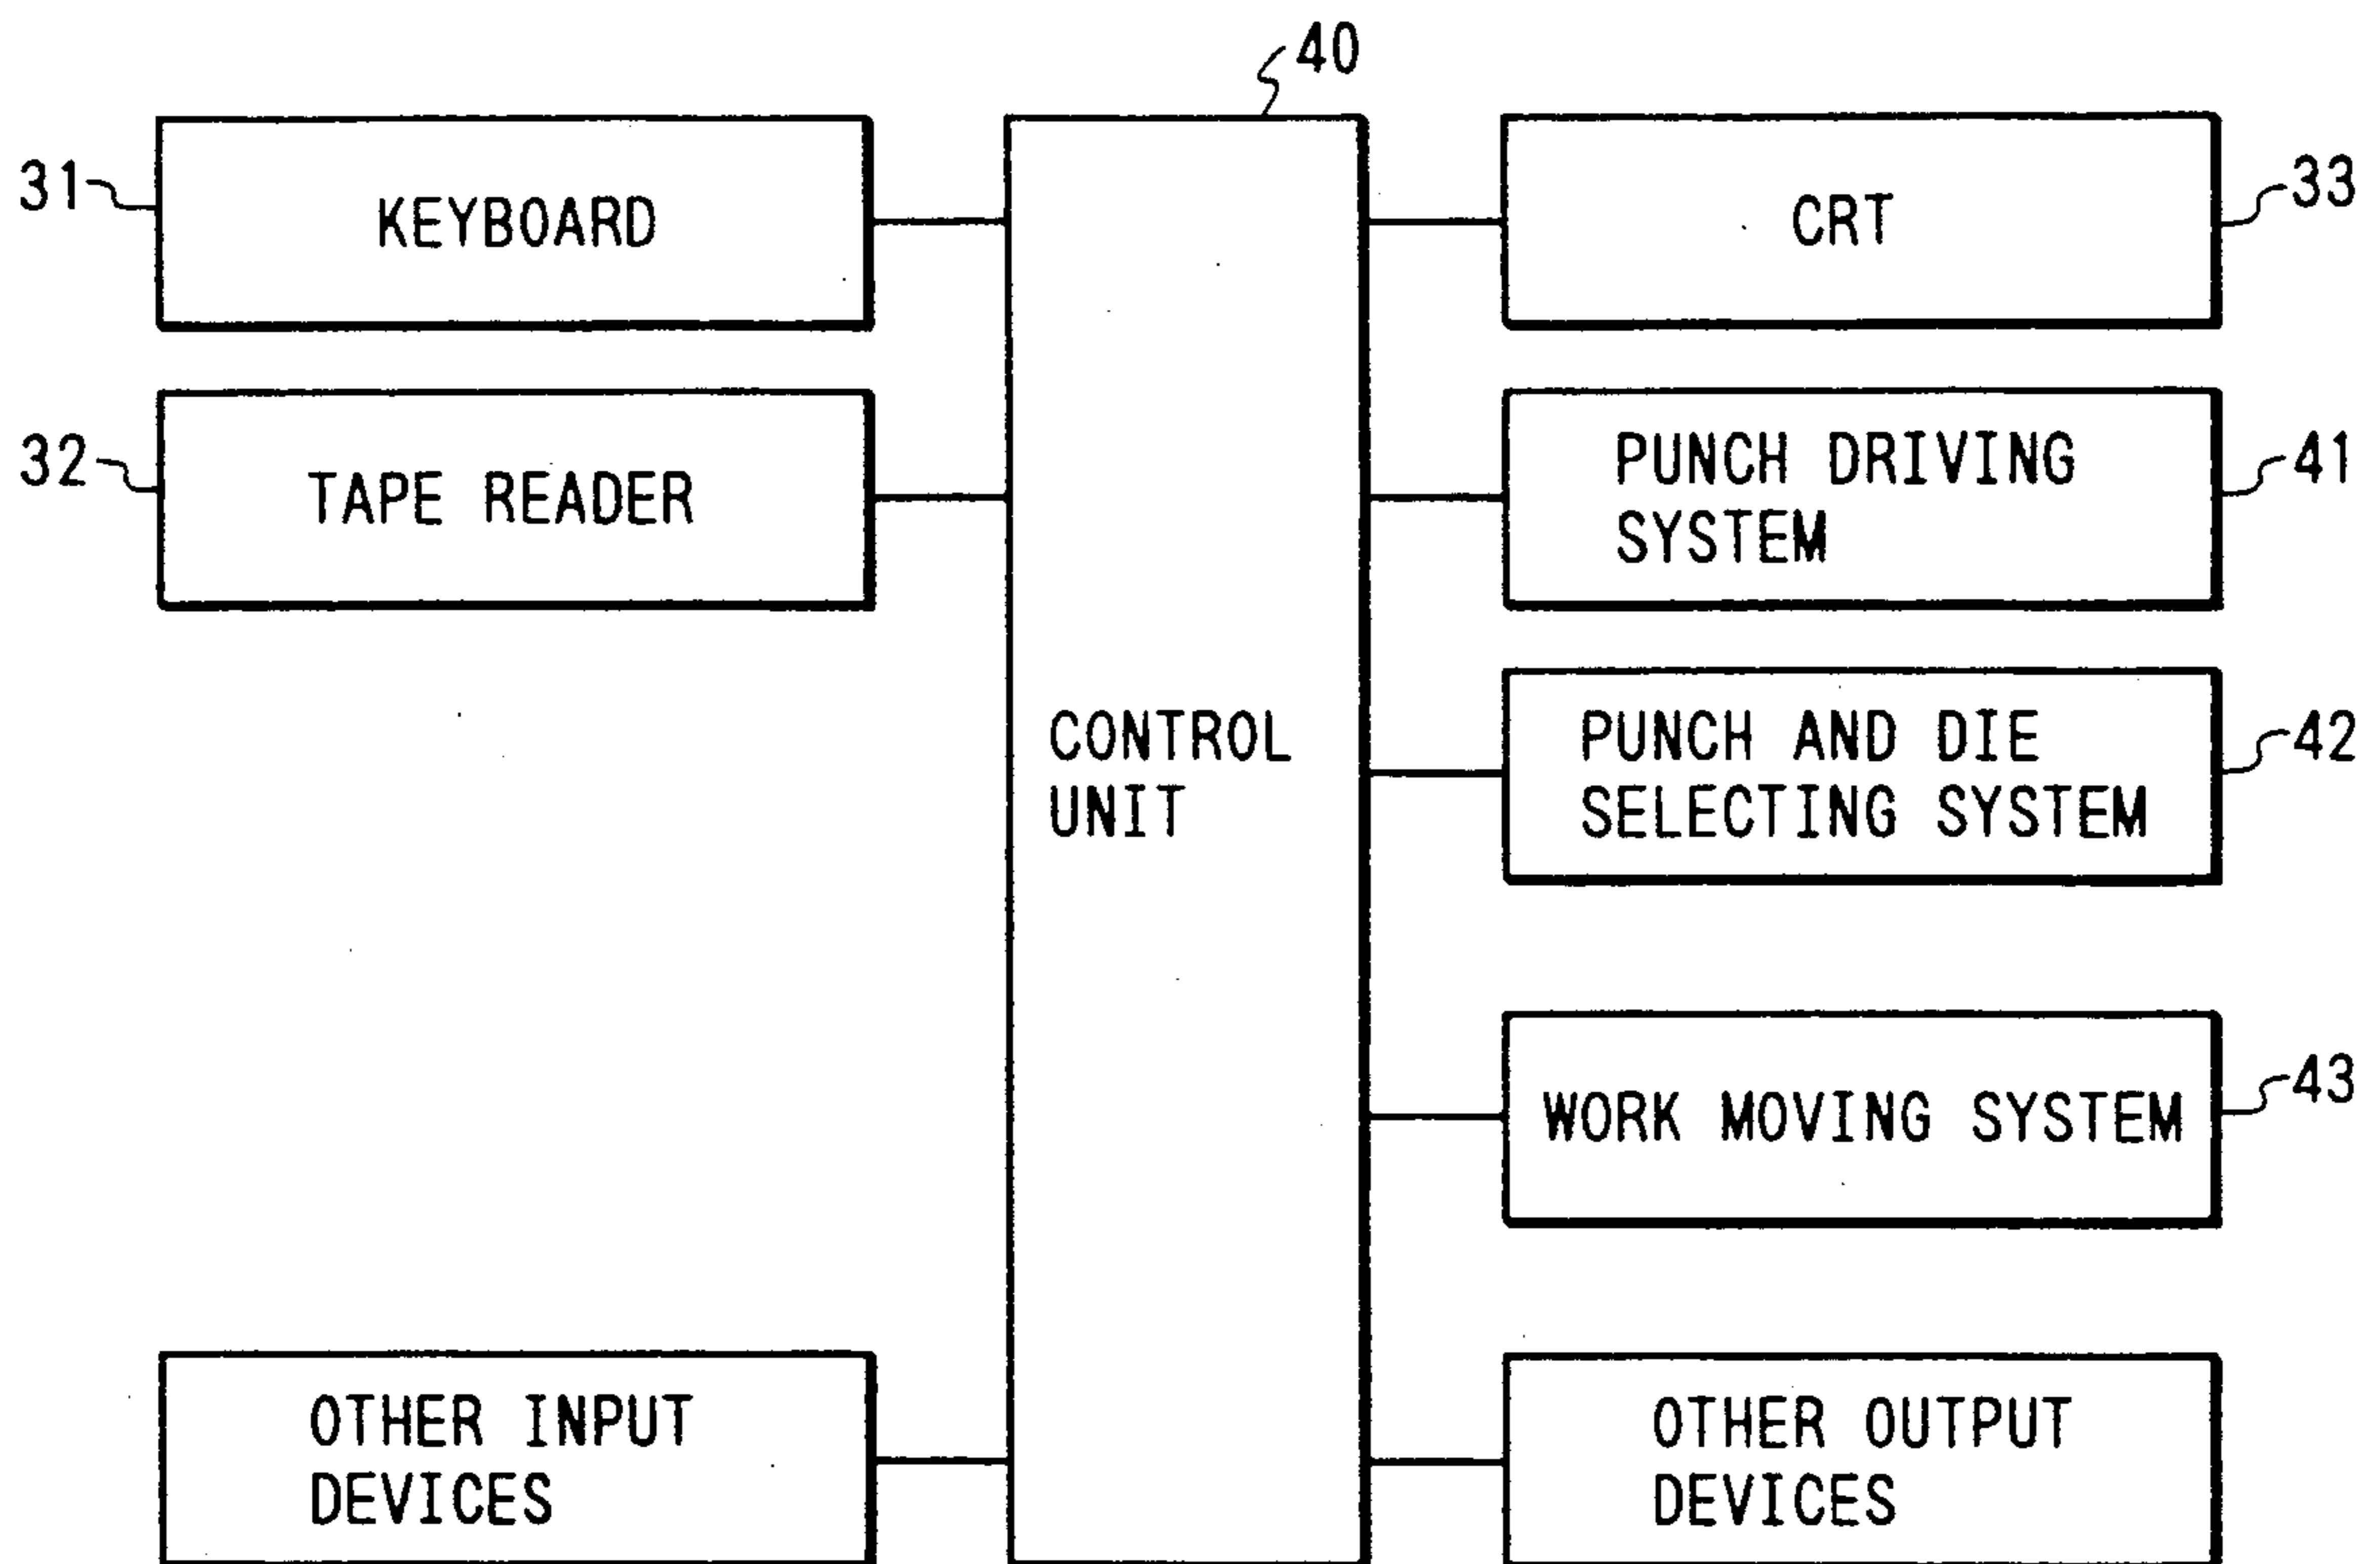 40
31
KEYBOARD
CRT
33
32
TAPE READER
PUNCH DRIVING
SYSTEM
41
CONTROL
UNIT
PUNCH AND DIE
SELECTING SYSTEM
42
WORK MOVING SYSTEM
43
OTHER INPUT
DEVICES
OTHER OUTPUT
DEVICES